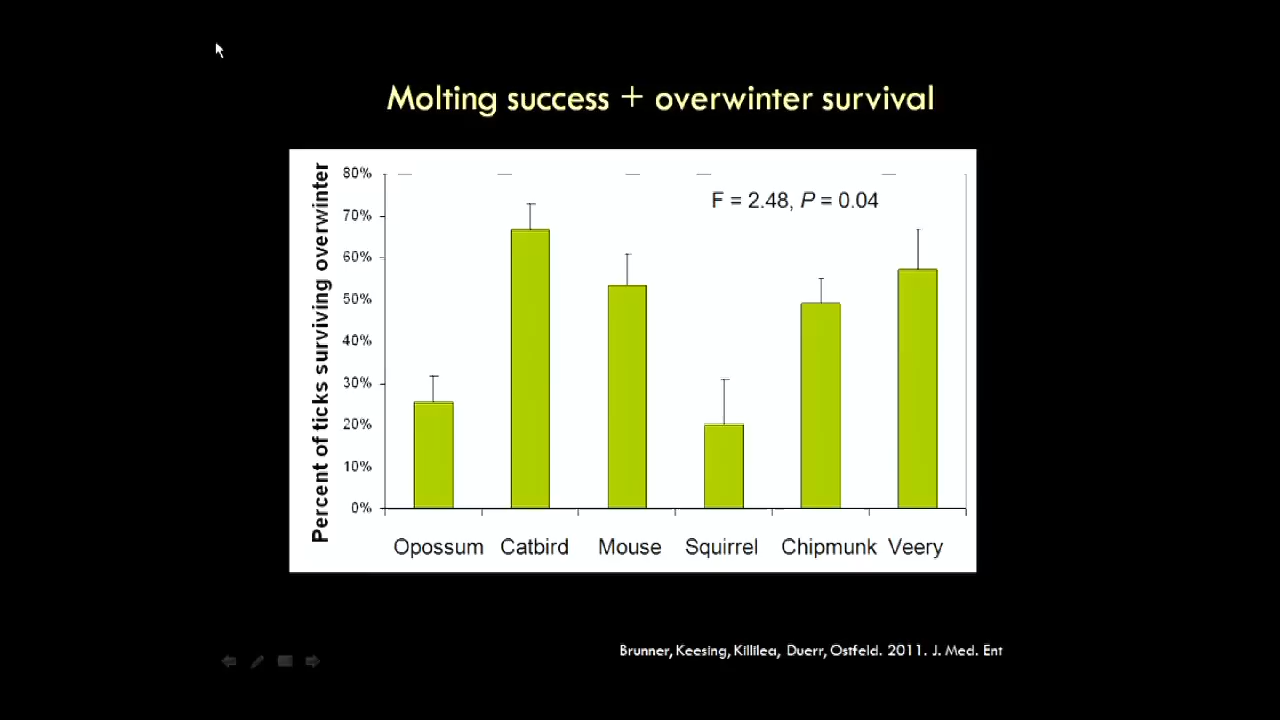 Molting success + overwinter survival
Percent of ticks surviving overwinter
80%
70%
60%
50%
40%
30%
20%
10%
0%
F = 2.48, P = 0.04
Opossum Catbird Mouse Squirrel Chipmunk Veery
Brunner, Keesing, Killilea, Duerr, Ostfeld. 2011. J. Med. Ent